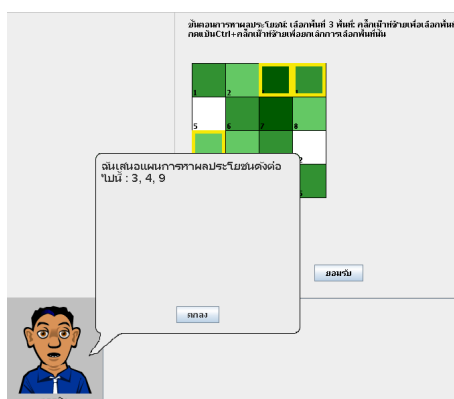 ขั้นตอนการหาผลประโยชน์: เลือกพื้นที่ 3 พื้นที่: คลิ๊กเม๊าท์ซ้ายเพื่อเลือกพื้นที่
กดแป้นCtrl+คลิ๊กเม๊าท์ซ้ายเพื่อยกเลิกการเลือกพื้นที่นั้น
1 2
5 6 7 8
ฉันเสนอแผนการหาผลประโยชน์ดังต่อ
ไปนี้ : 3, 4, 9
ยอมรับ
ตกลง